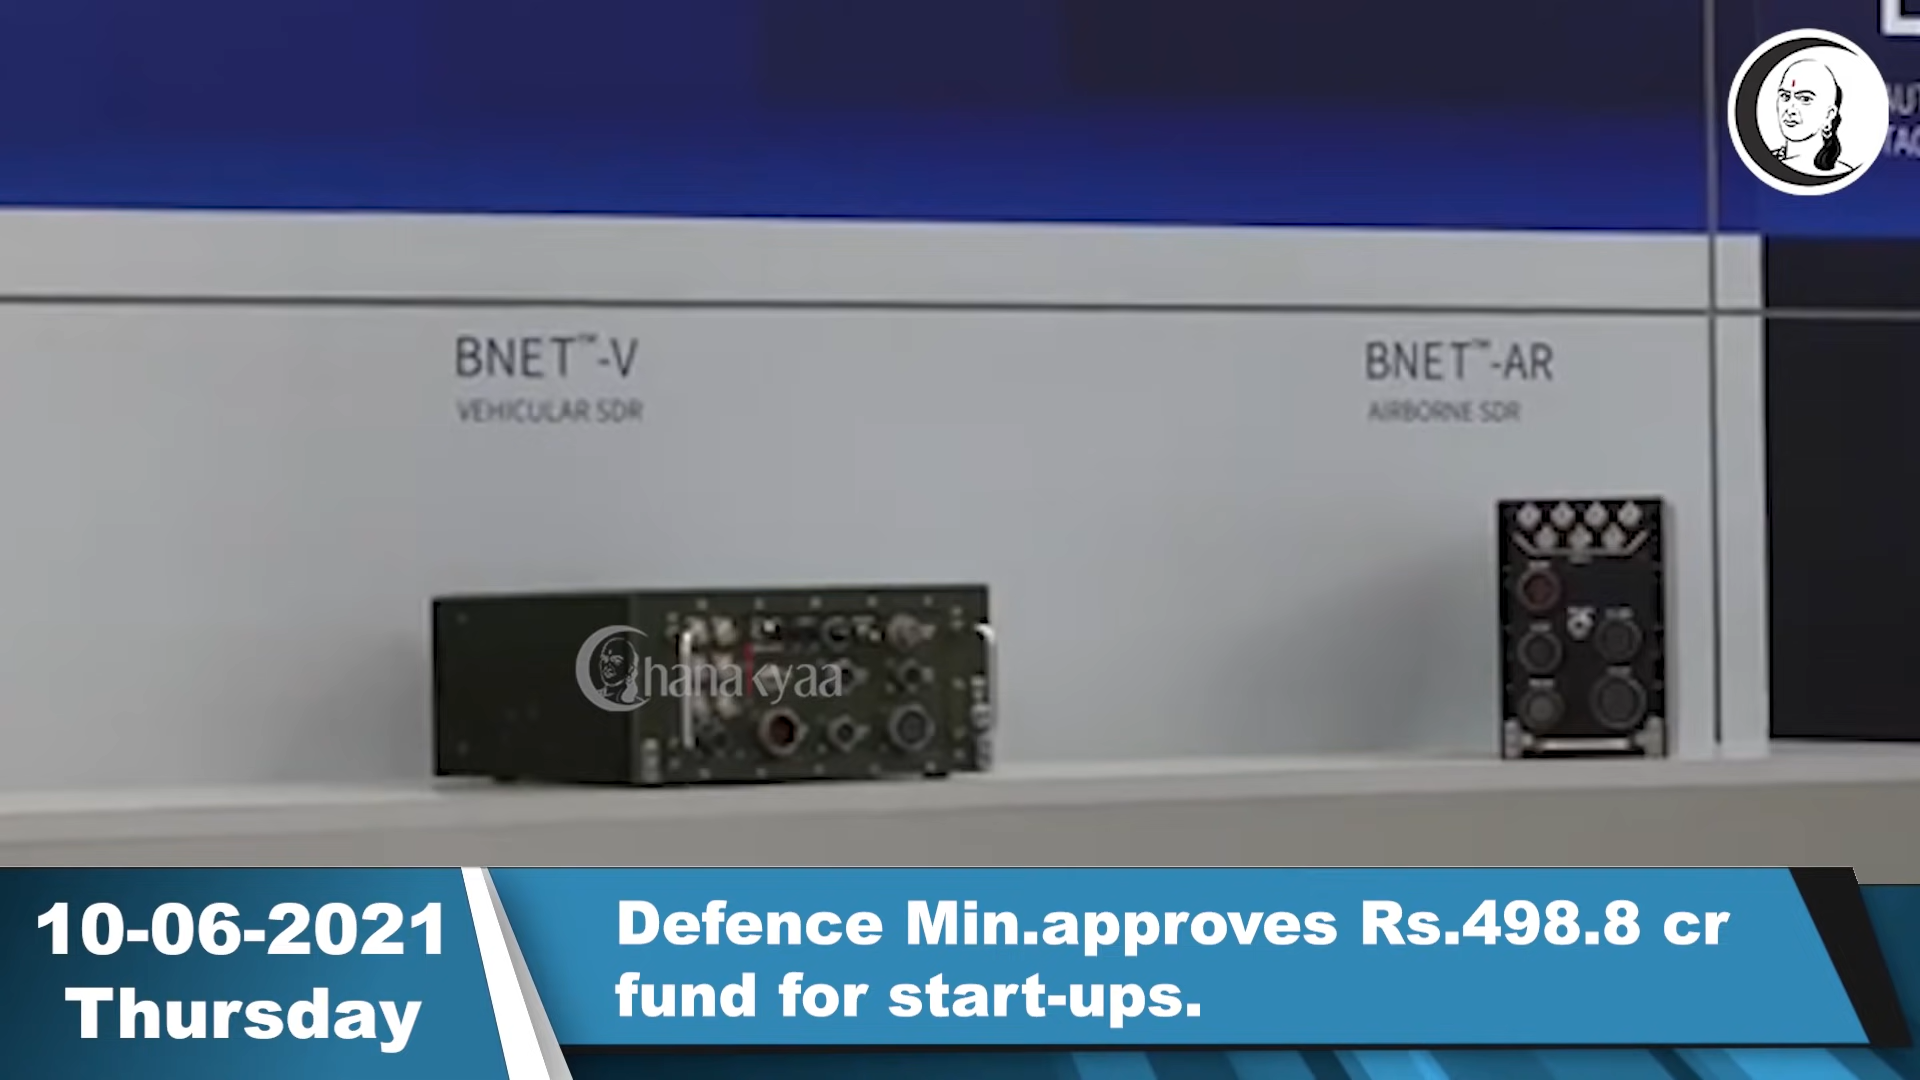 BNET™-V
VEHICULAR SDR
BNET™-AR
AIRBORNE SDR
Chanakyaa
10-06-2021
Thursday
Defence Min.approves Rs.498.8 cr
fund for start-ups.